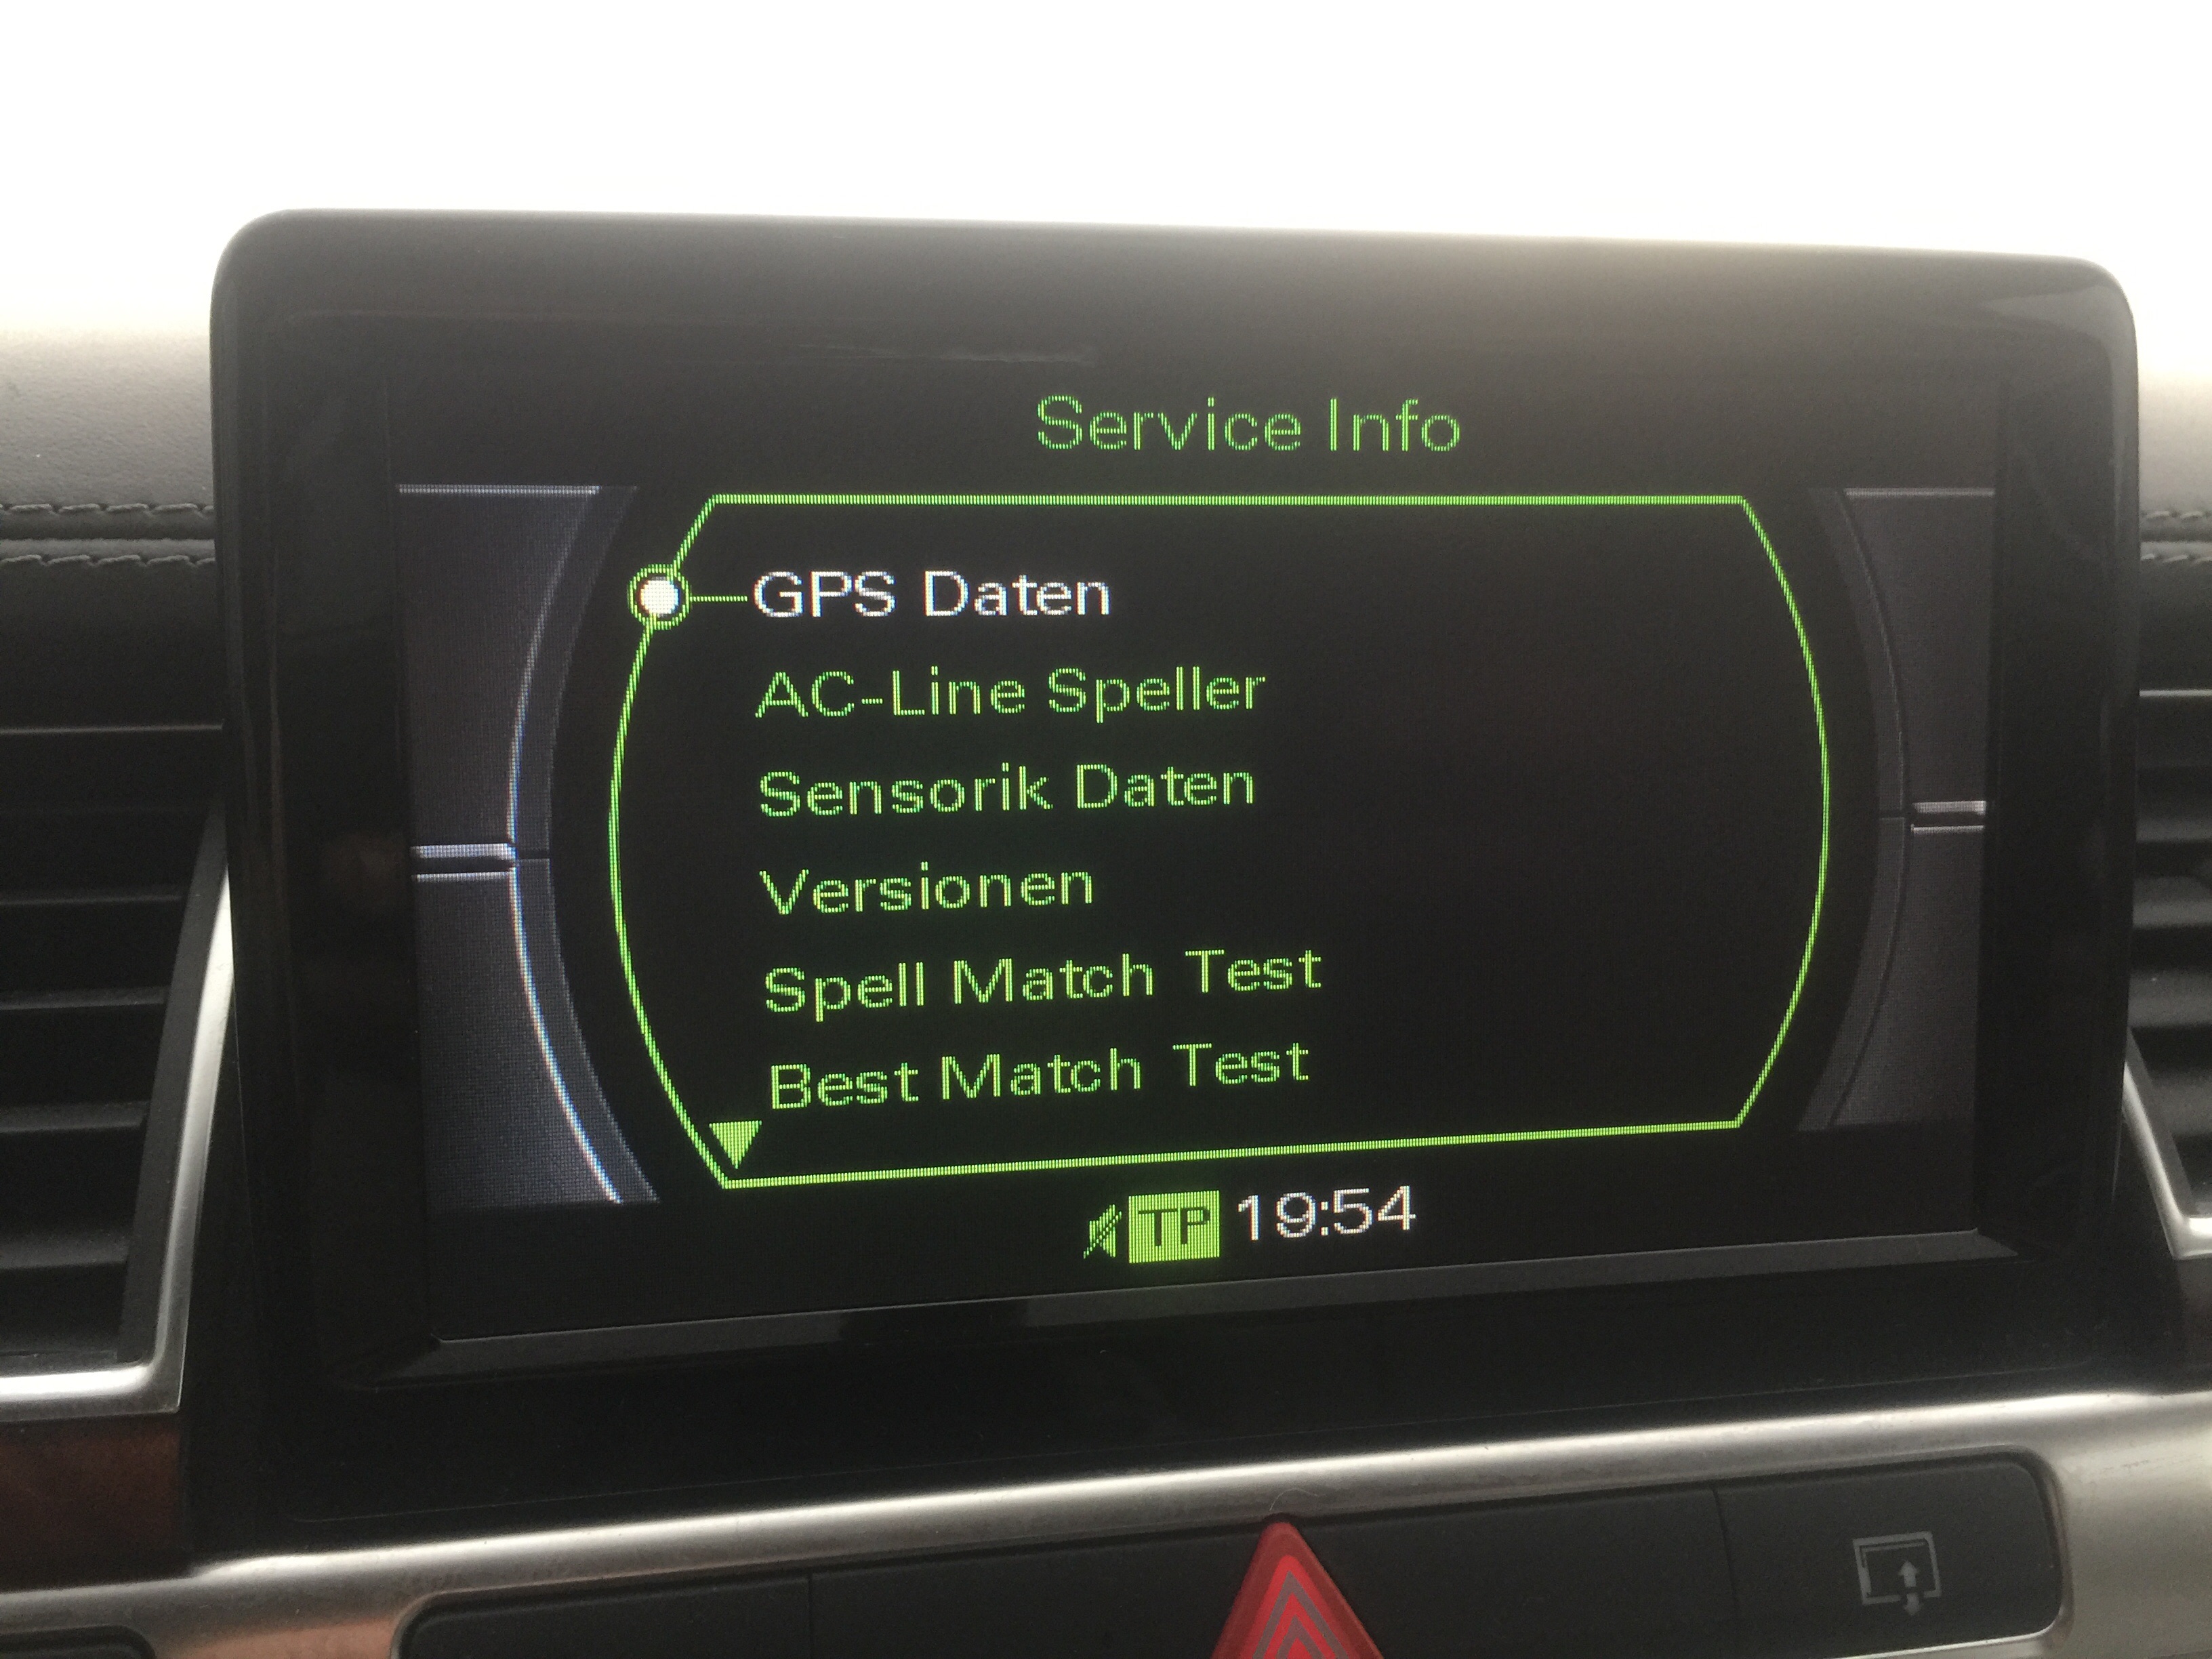 Service Info
GPS Daten
AC-Line Speller
Sensorik Daten
Versionen
Spell Match Test
Best Match Test
TP 19:54